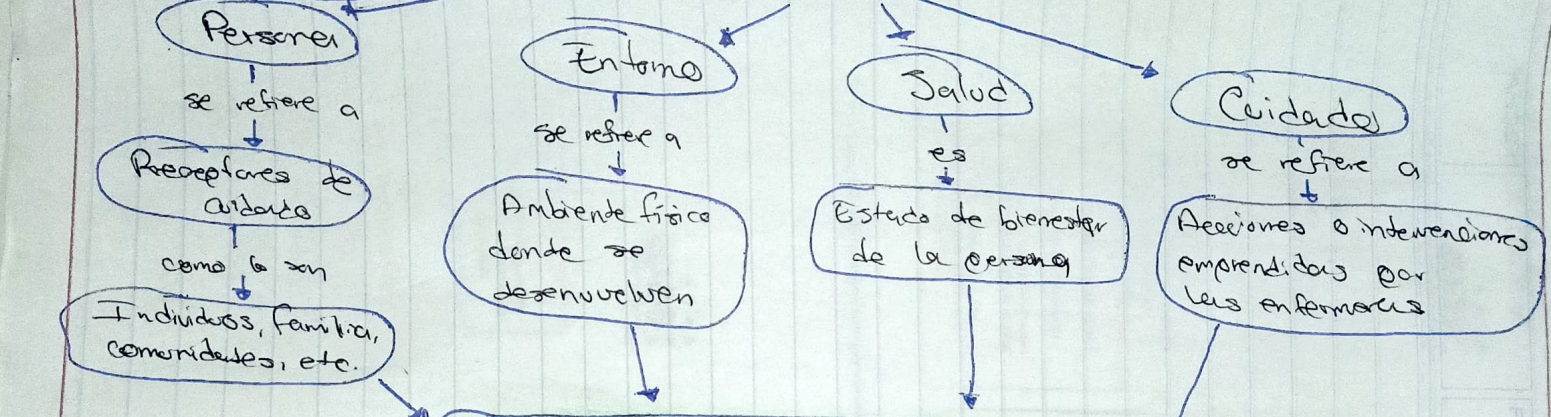 Persona
se refiere a
Receptores de
cuidado
como lo son
Individuos, familia,
comunidades, etc.
Entorno
se refiere a
Ambiente físico
donde se
desenvuelven
Salud
es
Estado de bienestar
de la persona
Cuidado
se refiere a
Acciones o intervenciones
emprendidas por
las enfermeras